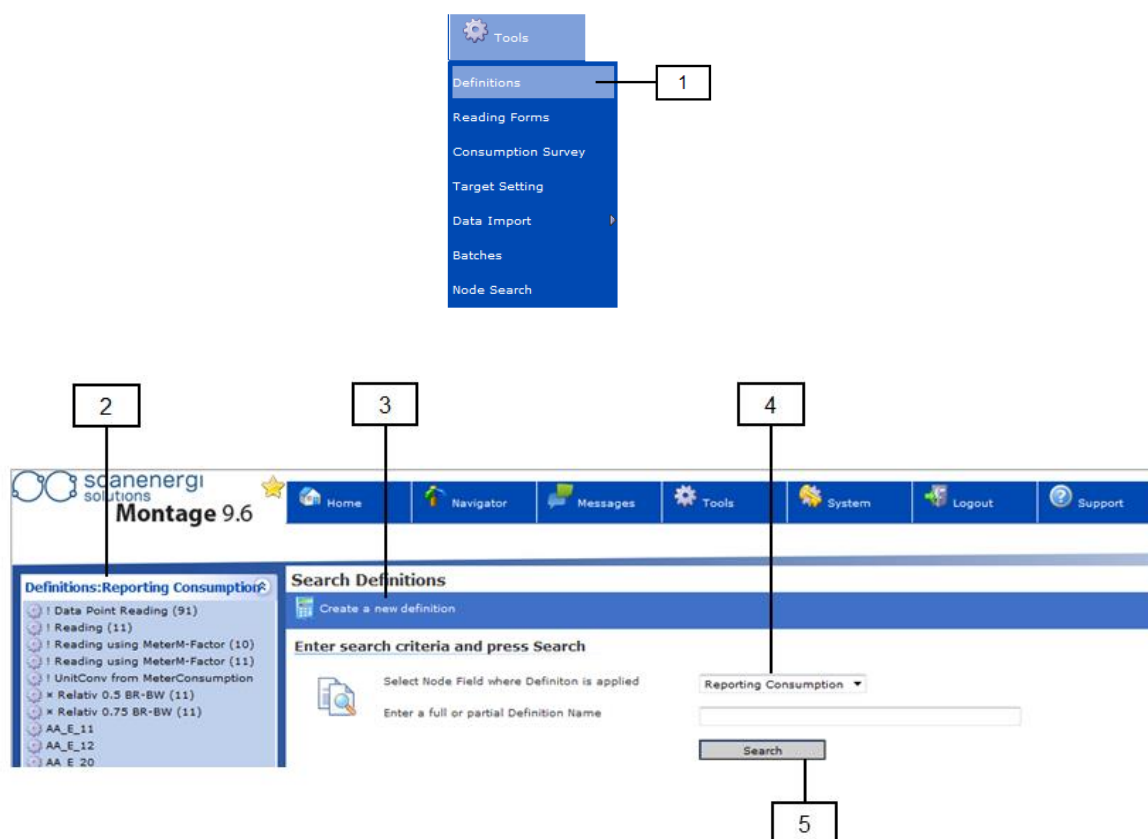 Tools
Definitions
1
Reading Forms
Consumption Survey
Target Setting
Data Import
Batches
Node Search
2
3
4
scanenergi
solutions
Montage 9.6
Home
Navigator
Messages
Tools
System
Logout
Support
Definitions:Reporting Consumption
! Data Point Reading (91)
! Reading (11)
! Reading using MeterM-Factor (10)
! Reading using MeterM-Factor (11)
! UnitConv from MeterConsumption
× Relativ 0.5 BR-BW (11)
× Relativ 0.75 BR-BW (11)
AA_E_11
AA_E_12
AA_E_20
Search Definitions
Create a new definition
Enter search criteria and press Search
Select Node Field where Definiton is applied
Reporting Consumption
Enter a full or partial Definition Name
Search
5